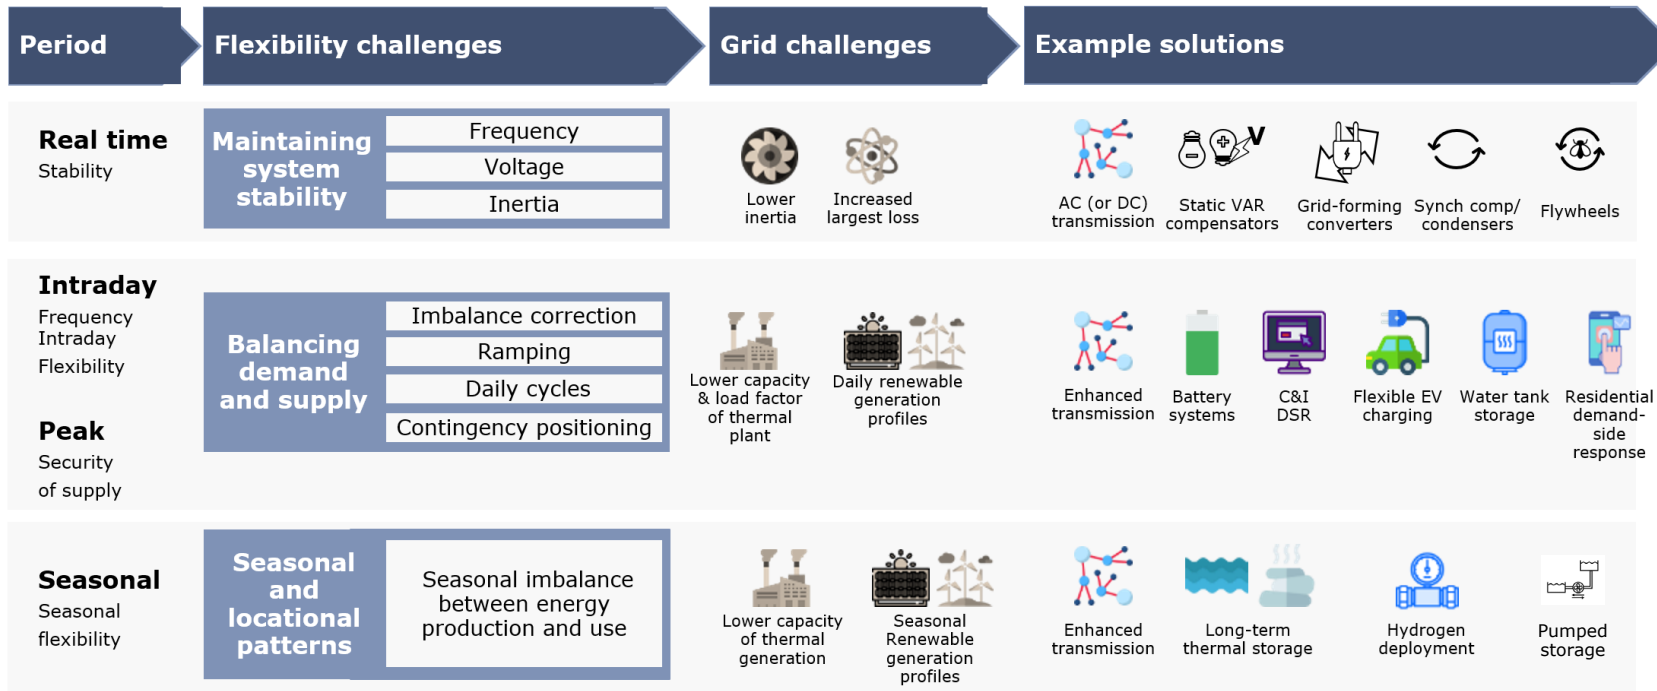 Period
Flexibility challenges
Grid challenges
Example solutions
Real time
Stability
Maintaining
system
stability
Frequency
Voltage
Inertia
Lower
inertia
Increased
largest loss
AC (or DC)
transmission
V
Static VAR
compensators
Grid-forming
converters
Synch comp/
condensers
Flywheels
Intraday
Frequency
Intraday
Flexibility
Peak
Security
of supply
Balancing
demand
and supply
Imbalance correction
Ramping
Daily cycles
Contingency positioning
Lower capacity
& load factor
of thermal
plant
Daily renewable
generation
profiles
Enhanced
transmission
Battery
systems
C&I
DSR
Flexible EV
charging
Water tank
storage
Residential
demand-
side
response
Seasonal
Seasonal
flexibility
Seasonal
and
locational
patterns
Seasonal imbalance
between energy
production and use
Lower capacity
of thermal
generation
Seasonal
Renewable
generation
profiles
Enhanced
transmission
Long-term
thermal storage
Hydrogen
deployment
Pumped
storage